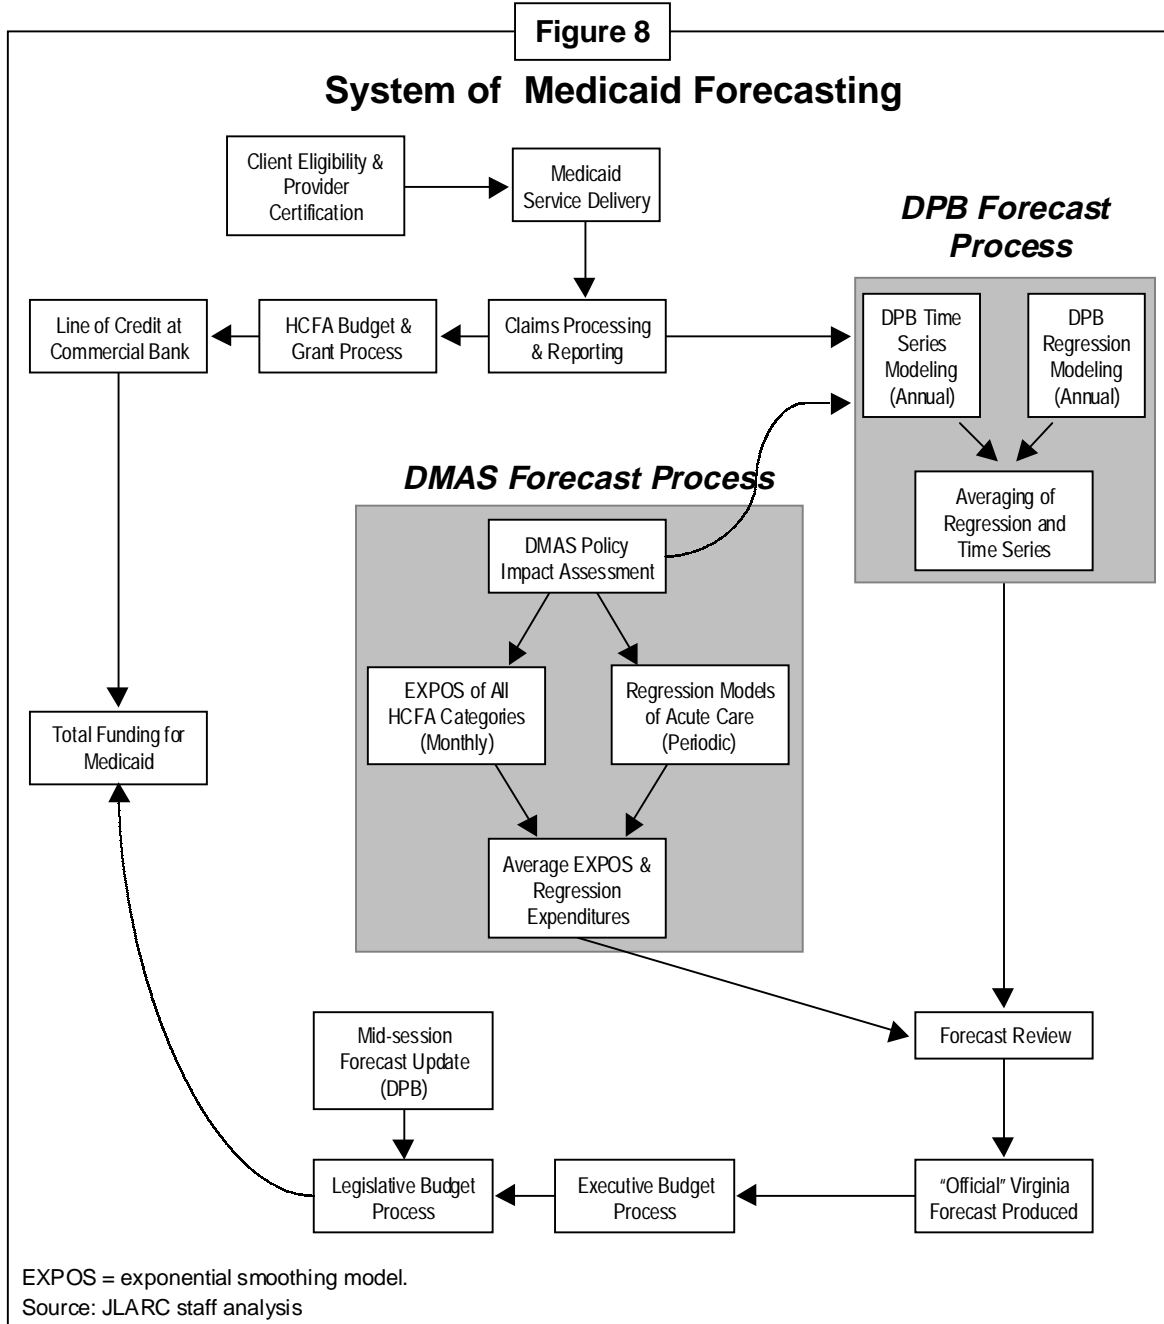 Figure 8
System of Medicaid Forecasting
Client Eligibility &
Provider
Certification
Medicaid
Service Delivery
DPB Forecast
Process
Line of Credit at
Commercial Bank
HCFA Budget &
Grant Process
Claims Processing
& Reporting
DPB Time
Series
Modeling
(Annual)
DPB
Regression
Modeling
(Annual)
DMAS Forecast Process
Averaging of
Regression and
Time Series
DMAS Policy
Impact Assessment
EXPOS of All
HCFA Categories
(Monthly)
Regression Models
of Acute Care
(Periodic)
Total Funding for
Medicaid
Average EXPOS &
Regression
Expenditures
Mid-session
Forecast Update
(DPB)
Forecast Review
Legislative Budget
Process
Executive Budget
Process
“Official” Virginia
Forecast Produced
EXPOS = exponential smoothing model.
Source: JLARC staff analysis